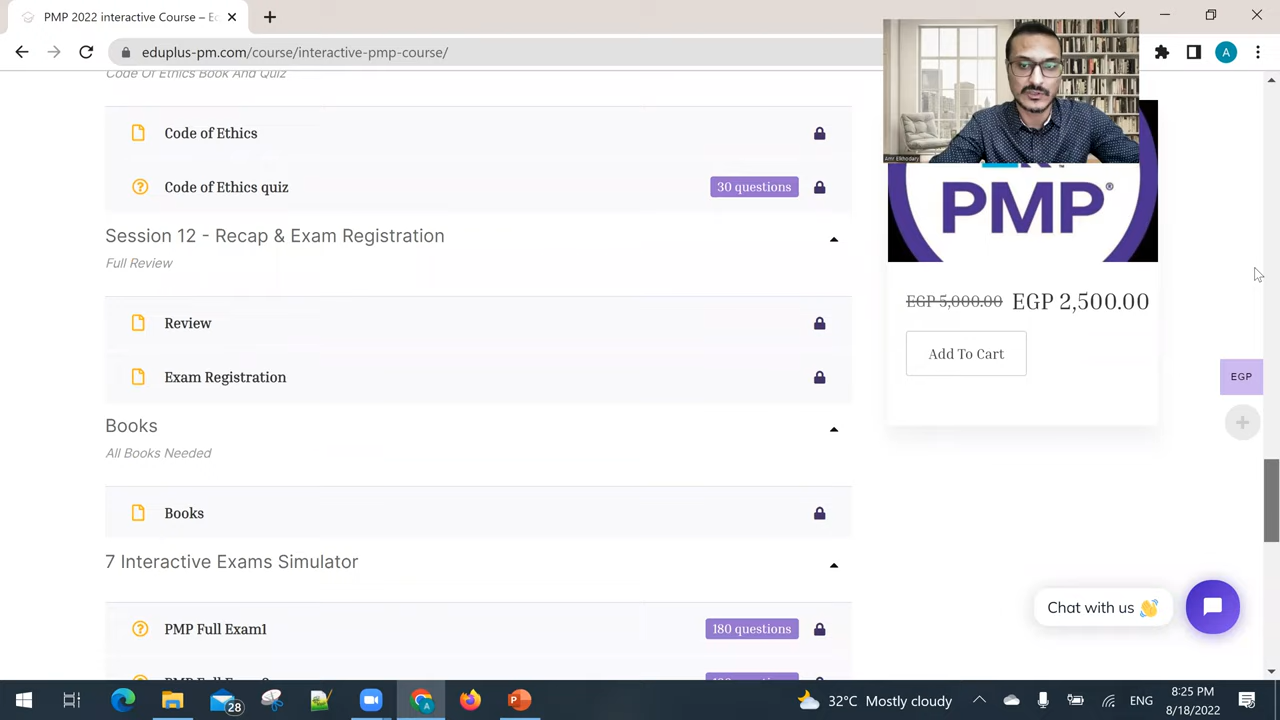 PMP 2022 interactive Course – Ed
eduplus-pm.com/course/interactive-pmp-course/
A
Code Of Ethics Book And Quiz
Code of Ethics
Code of Ethics quiz
30 questions
Session 12 - Recap & Exam Registration
Full Review
Review
Exam Registration
Books
All Books Needed
Books
7 Interactive Exams Simulator
PMP Full Exam1
180 questions
Amr Elkhodary
PMP®
EGP 5,000.00 EGP 2,500.00
Add To Cart
EGP
Chat with us 👋
28
32°C Mostly cloudy
ENG
8:25 PM
8/18/2022